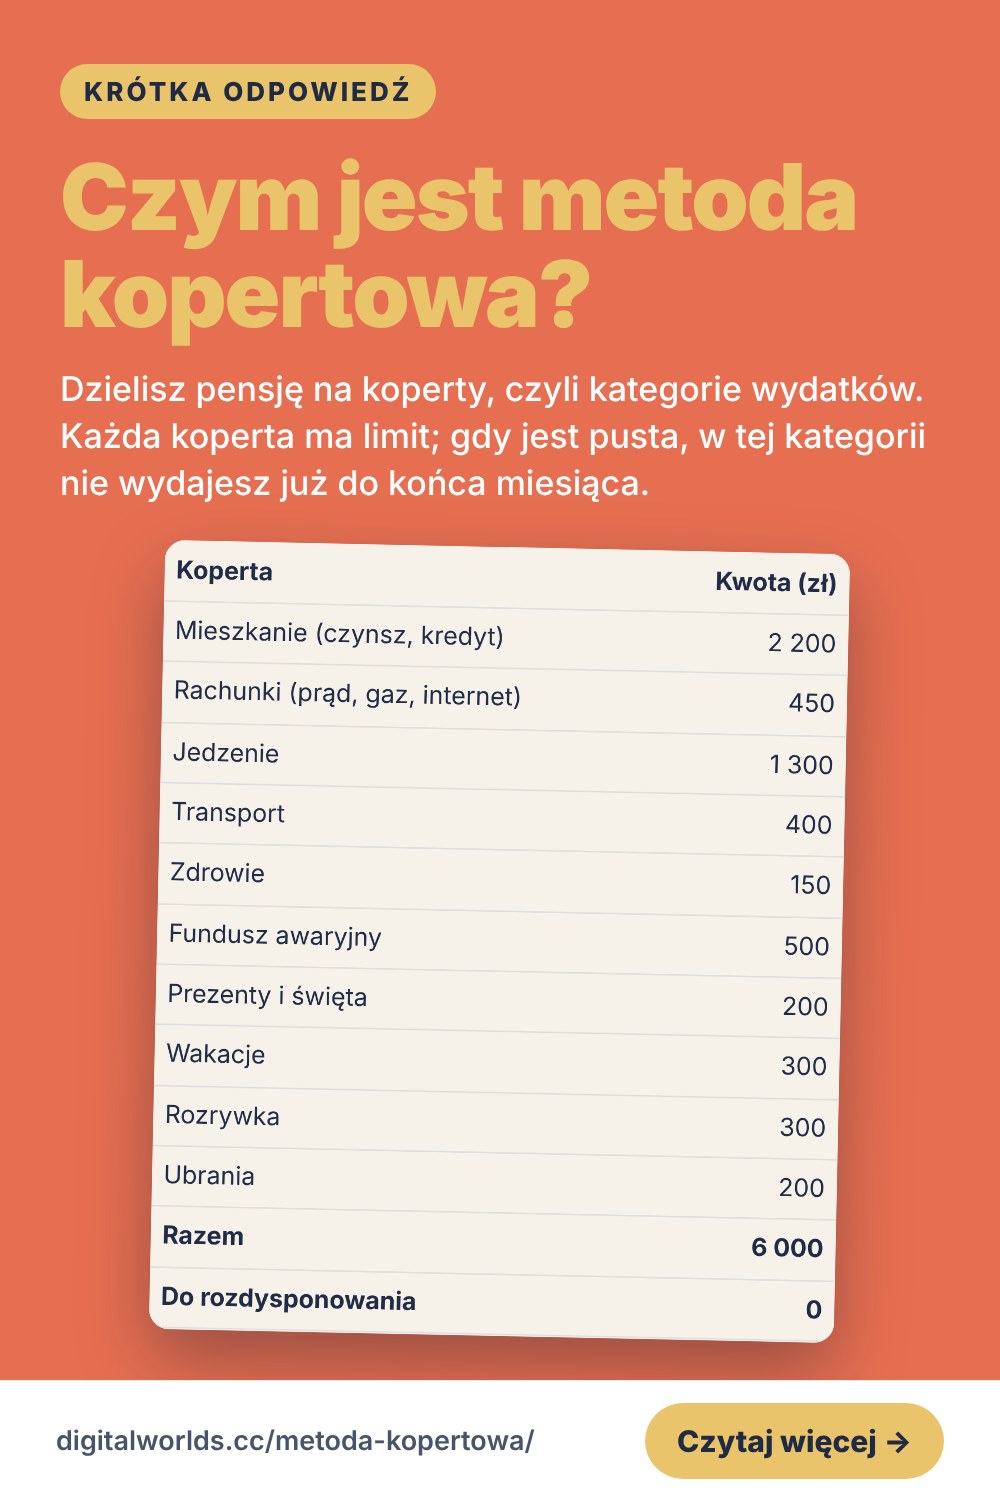 KRÓTKA ODPOWIEDŹ
Czym jest metoda
kopertowa?
Dzielisz pensję na koperty, czyli kategorie wydatków.
Każda koperta ma limit; gdy jest pusta, w tej kategorii
nie wydajesz już do końca miesiąca.
Koperta Kwota (zł)
Mieszkanie (czynsz, kredyt) 2 200
Rachunki (prąd, gaz, internet) 450
Jedzenie 1 300
Transport 400
Zdrowie 150
Fundusz awaryjny 500
Prezenty i święta 200
Wakacje 300
Rozrywka 300
Ubrania 200
Razem 6 000
Do rozdysponowania 0
digitalworlds.cc/metoda-kopertowa/
Czytaj więcej →